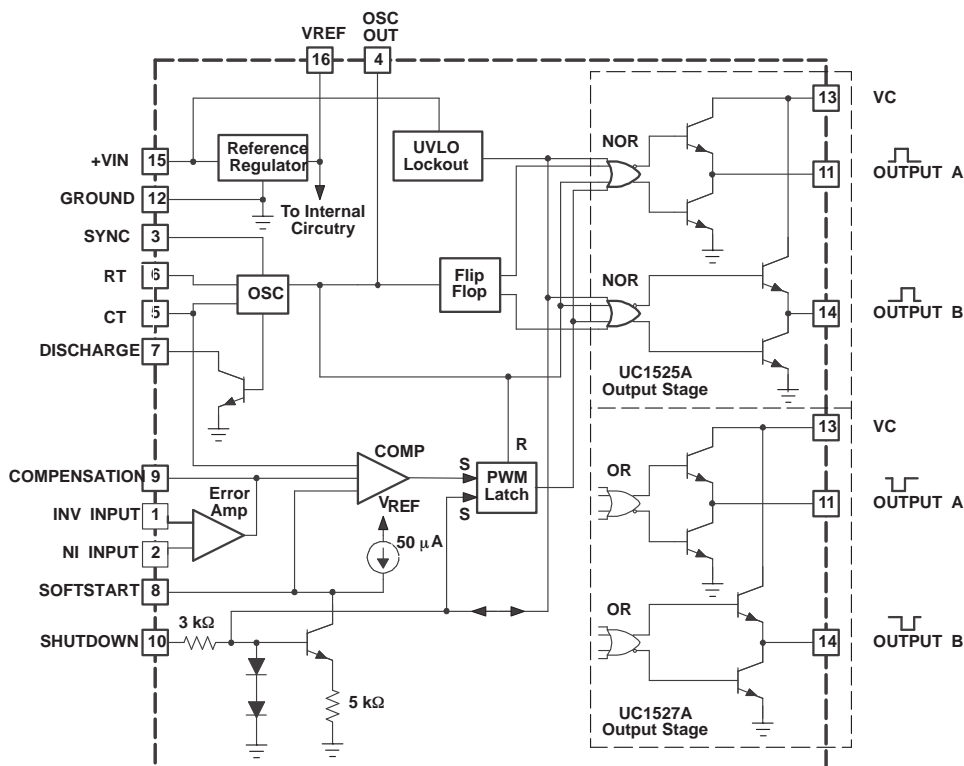 OSC
OUT
VREF
16
4
13
VC
+VIN
15
Reference
Regulator
UVLO
Lockout
NOR
11
OUTPUT A
GROUND
12
To Internal
Circutry
SYNC
3
RT
6
OSC
Flip
Flop
NOR
CT
5
14
OUTPUT B
DISCHARGE
7
UC1525A
Output Stage
13
VC
COMP
R
COMPENSATION
9
S
PWM
Latch
OR
Error
Amp
VREF
S
11
OUTPUT A
INV INPUT
1
50 μA
NI INPUT
2
SOFTSTART
8
OR
3 kΩ
SHUTDOWN
10
14
OUTPUT B
5 kΩ
UC1527A
Output Stage